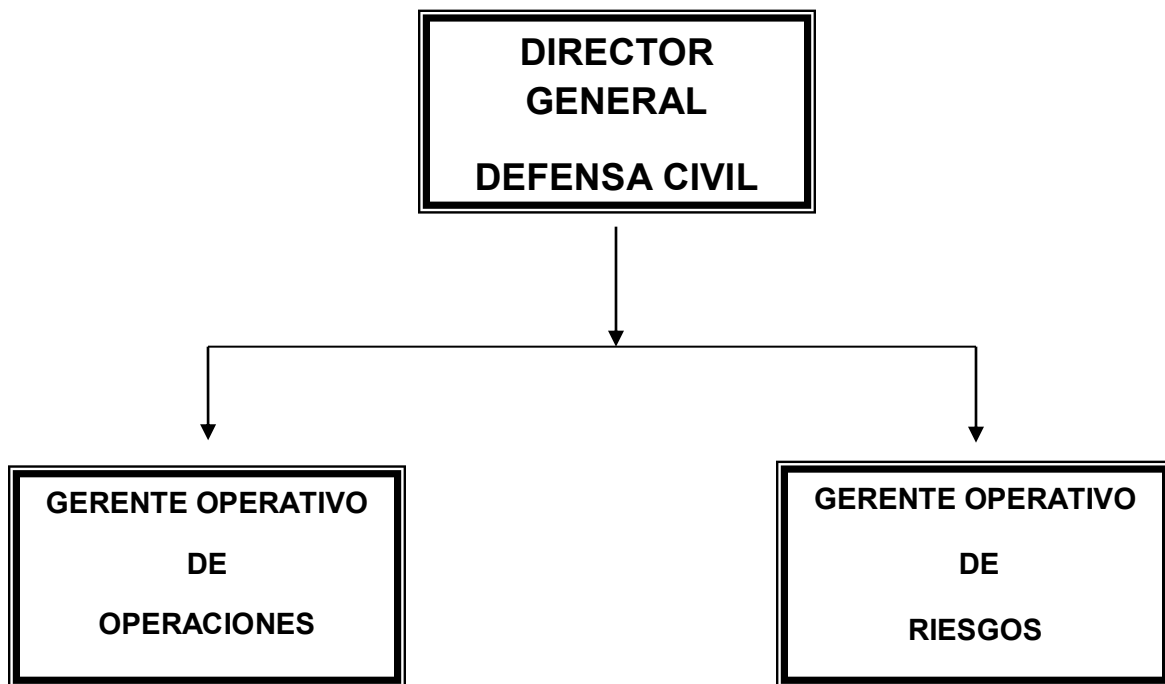 DIRECTOR
GENERAL
DEFENSA CIVIL
GERENTE OPERATIVO
DE
OPERACIONES
GERENTE OPERATIVO
DE
RIESGOS